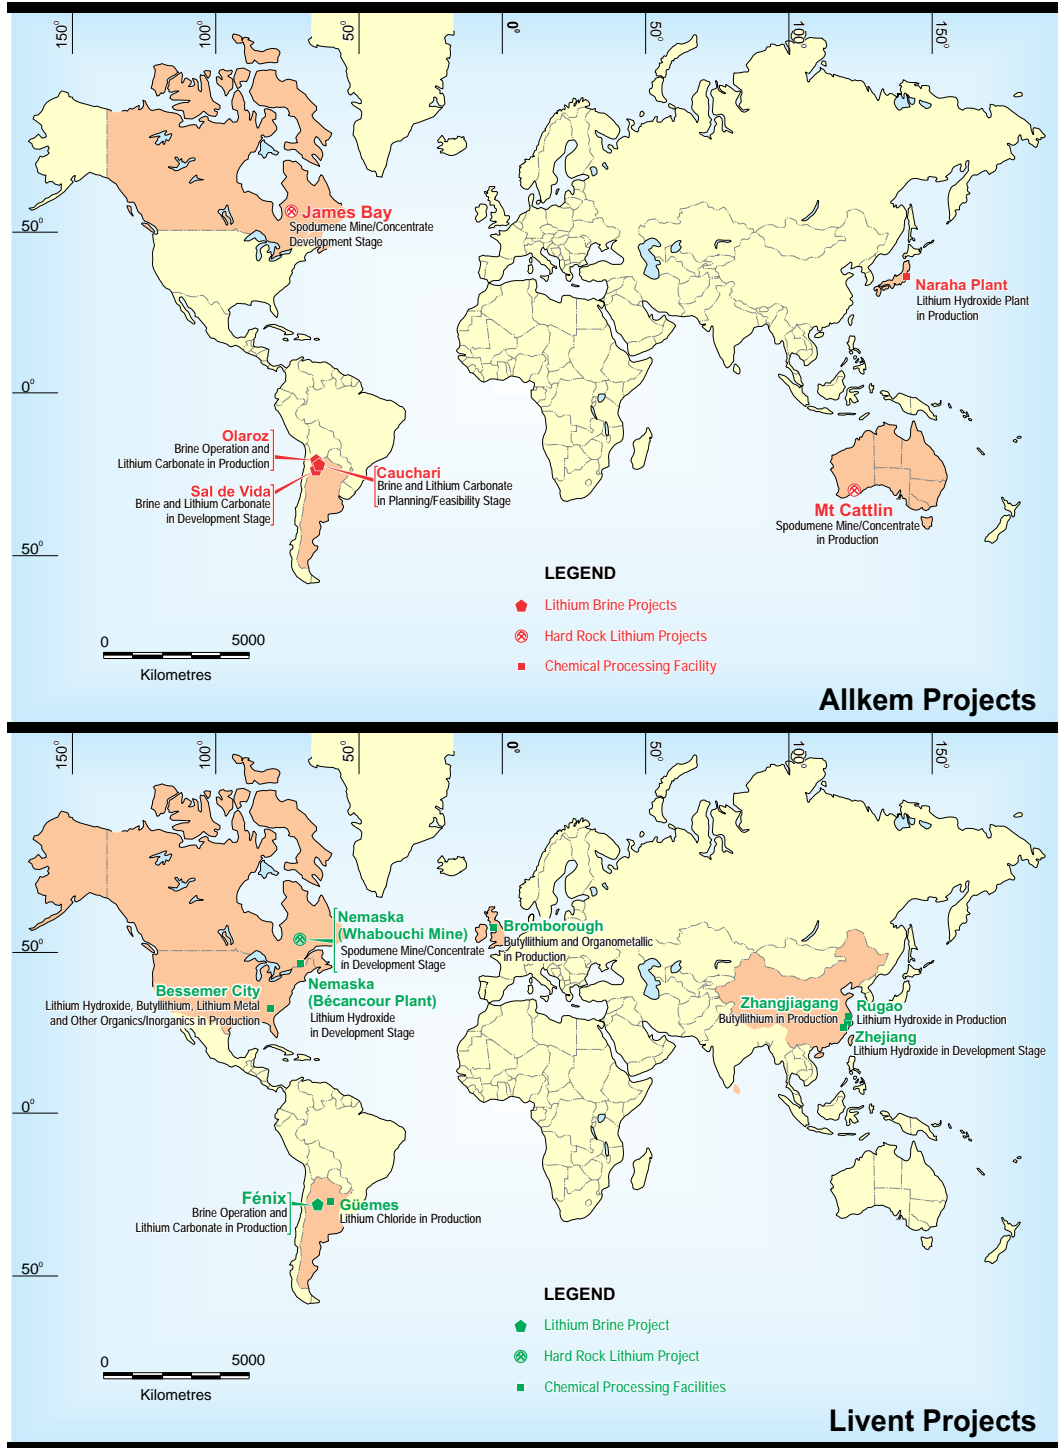 150°
100°
50°
0°
50°
100°
150°
James Bay
Spodumene Mine/Concentrate
Development Stage
50°
Naraha Plant
Lithium Hydroxide Plant
in Production
0°
Olaroz
Brine Operation and
Lithium Carbonate in Production
Cauchari
Brine and Lithium Carbonate
in Planning/Feasibility Stage
Sal de Vida
Brine and Lithium Carbonate
in Development Stage
Mt Cattlin
Spodumene Mine/Concentrate
in Production
50°
LEGEND
Lithium Brine Projects
Hard Rock Lithium Projects
Chemical Processing Facility
0 5000
Kilometres
Allkem Projects
150°
100°
50°
0°
50°
100°
150°
Nemaska
(Whabouchi Mine)
Spodumene Mine/Concentrate
in Development Stage
Bromborough
Butyllithium and Organometallic
in Production
50°
Nemaska
(Bécancour Plant)
Lithium Hydroxide
in Development Stage
Bessemer City
Lithium Hydroxide, Butyllithium, Lithium Metal
and Other Organics/Inorganics in Production
Zhangjiagang
Butyllithium in Production
Rugao
Lithium Hydroxide in Production
Zhejiang
Lithium Hydroxide in Development Stage
0°
Fénix
Brine Operation and
Lithium Carbonate in Production
Güemes
Lithium Chloride in Production
50°
LEGEND
Lithium Brine Project
Hard Rock Lithium Project
Chemical Processing Facilities
0 5000
Kilometres
Livent Projects